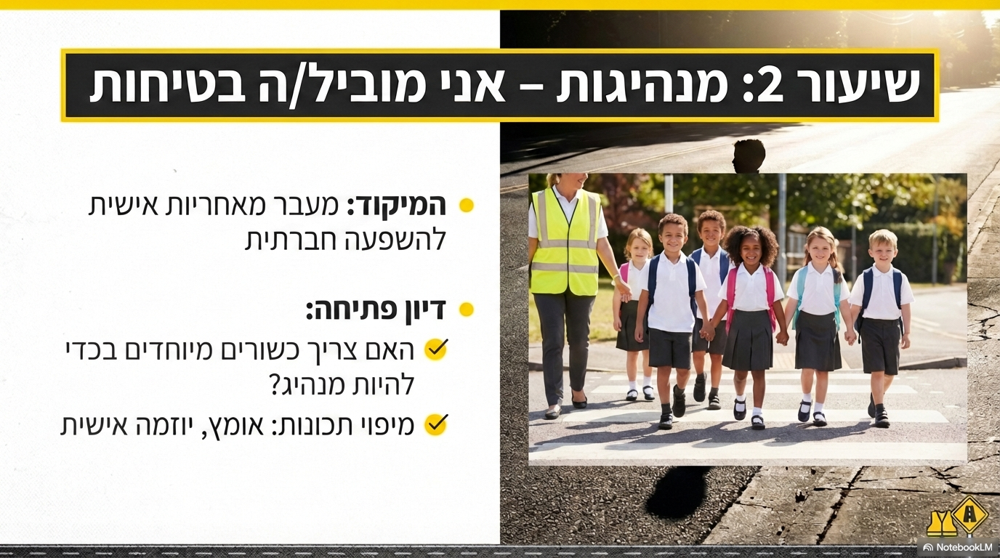 שיעור 2: מנהיגות – אני מוביל/ה בטיחות
המיקוד: מעבר מאחריות אישית
להשפעה חברתית
דיון פתיחה:
האם צריך כשורים מיוחדים בכדי
להיות מנהיג?
מיפוי תכונות: אומץ, יוזמה אישית
A
NotebookLM